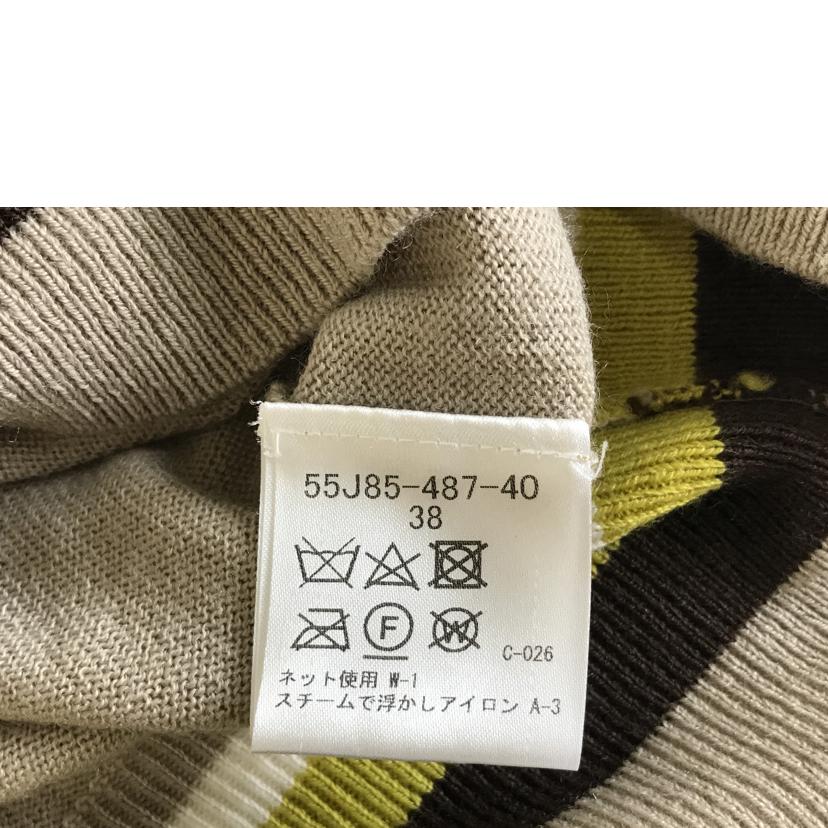 55J85-487-40
38
F W
C-026
ネット使用 W-1
スチームで浮かしアイロン A-3